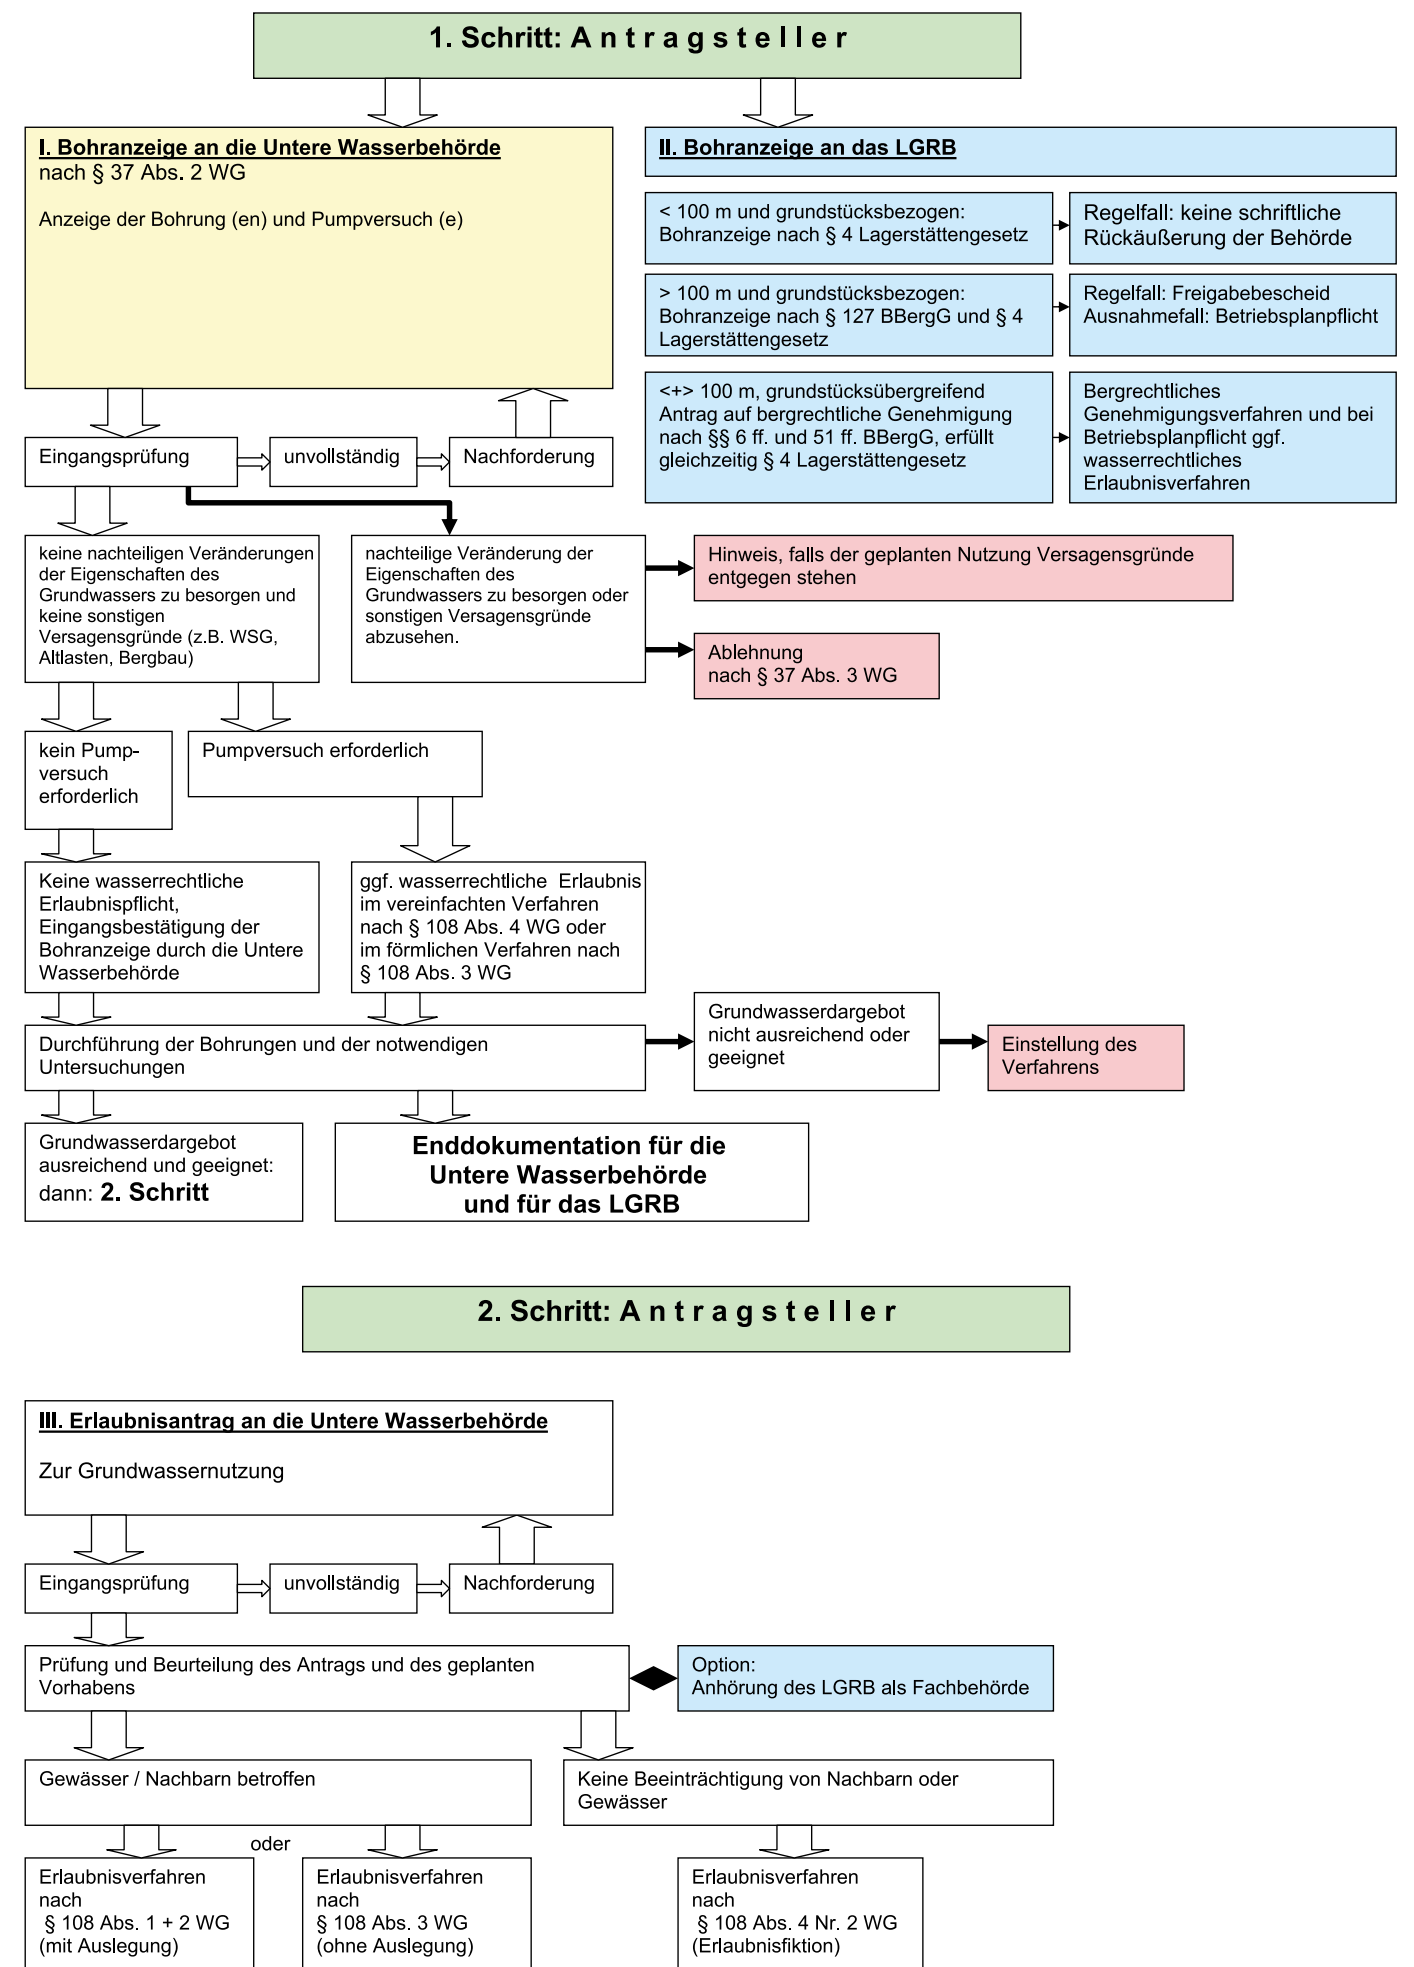 1. Schritt: A n t r a g s t e l l e r
I. Bohranzeige an die Untere Wasserbehörde
nach § 37 Abs. 2 WG
Anzeige der Bohrung (en) und Pumpversuch (e)
II. Bohranzeige an das LGRB
< 100 m und grundstücksbezogen:
Bohranzeige nach § 4 Lagerstättengesetz
Regelfall: keine schriftliche
Rückäußerung der Behörde
> 100 m und grundstücksbezogen:
Bohranzeige nach § 127 BBergG und § 4
Lagerstättengesetz
Regelfall: Freigabebescheid
Ausnahmefall: Betriebsplanpflicht
<+> 100 m, grundstücksübergreifend
Antrag auf bergrechtliche Genehmigung
nach §§ 6 ff. und 51 ff. BBergG, erfüllt
gleichzeitig § 4 Lagerstättengesetz
Bergrechtliches
Genehmigungsverfahren und bei
Betriebsplanpflicht ggf.
wasserrechtliches
Erlaubnisverfahren
Eingangsprüfung
unvollständig
Nachforderung
keine nachteiligen Veränderungen
der Eigenschaften des
Grundwassers zu besorgen und
keine sonstigen
Versagensgründe (z.B. WSG,
Altlasten, Bergbau)
nachteilige Veränderung der
Eigenschaften des
Grundwassers zu besorgen oder
sonstigen Versagensgründe
abzusehen.
Hinweis, falls der geplanten Nutzung Versagensgründe
entgegen stehen
Ablehnung
nach § 37 Abs. 3 WG
kein Pump-
versuch
erforderlich
Pumpversuch erforderlich
Keine wasserrechtliche
Erlaubnispflicht,
Eingangsbestätigung der
Bohranzeige durch die Untere
Wasserbehörde
ggf. wasserrechtliche Erlaubnis
im vereinfachten Verfahren
nach § 108 Abs. 4 WG oder
im förmlichen Verfahren nach
§ 108 Abs. 3 WG
Durchführung der Bohrungen und der notwendigen
Untersuchungen
Grundwasserdargebot
nicht ausreichend oder
geeignet
Einstellung des
Verfahrens
Grundwasserdargebot
ausreichend und geeignet:
dann: 2. Schritt
Enddokumentation für die
Untere Wasserbehörde
und für das LGRB
2. Schritt: A n t r a g s t e l l e r
III. Erlaubnisantrag an die Untere Wasserbehörde
Zur Grundwassernutzung
Eingangsprüfung
unvollständig
Nachforderung
Prüfung und Beurteilung des Antrags und des geplanten
Vorhabens
Option:
Anhörung des LGRB als Fachbehörde
Gewässer / Nachbarn betroffen
Keine Beeinträchtigung von Nachbarn oder
Gewässer
oder
Erlaubnisverfahren
nach
§ 108 Abs. 1 + 2 WG
(mit Auslegung)
Erlaubnisverfahren
nach
§ 108 Abs. 3 WG
(ohne Auslegung)
Erlaubnisverfahren
nach
§ 108 Abs. 4 Nr. 2 WG
(Erlaubnisfiktion)